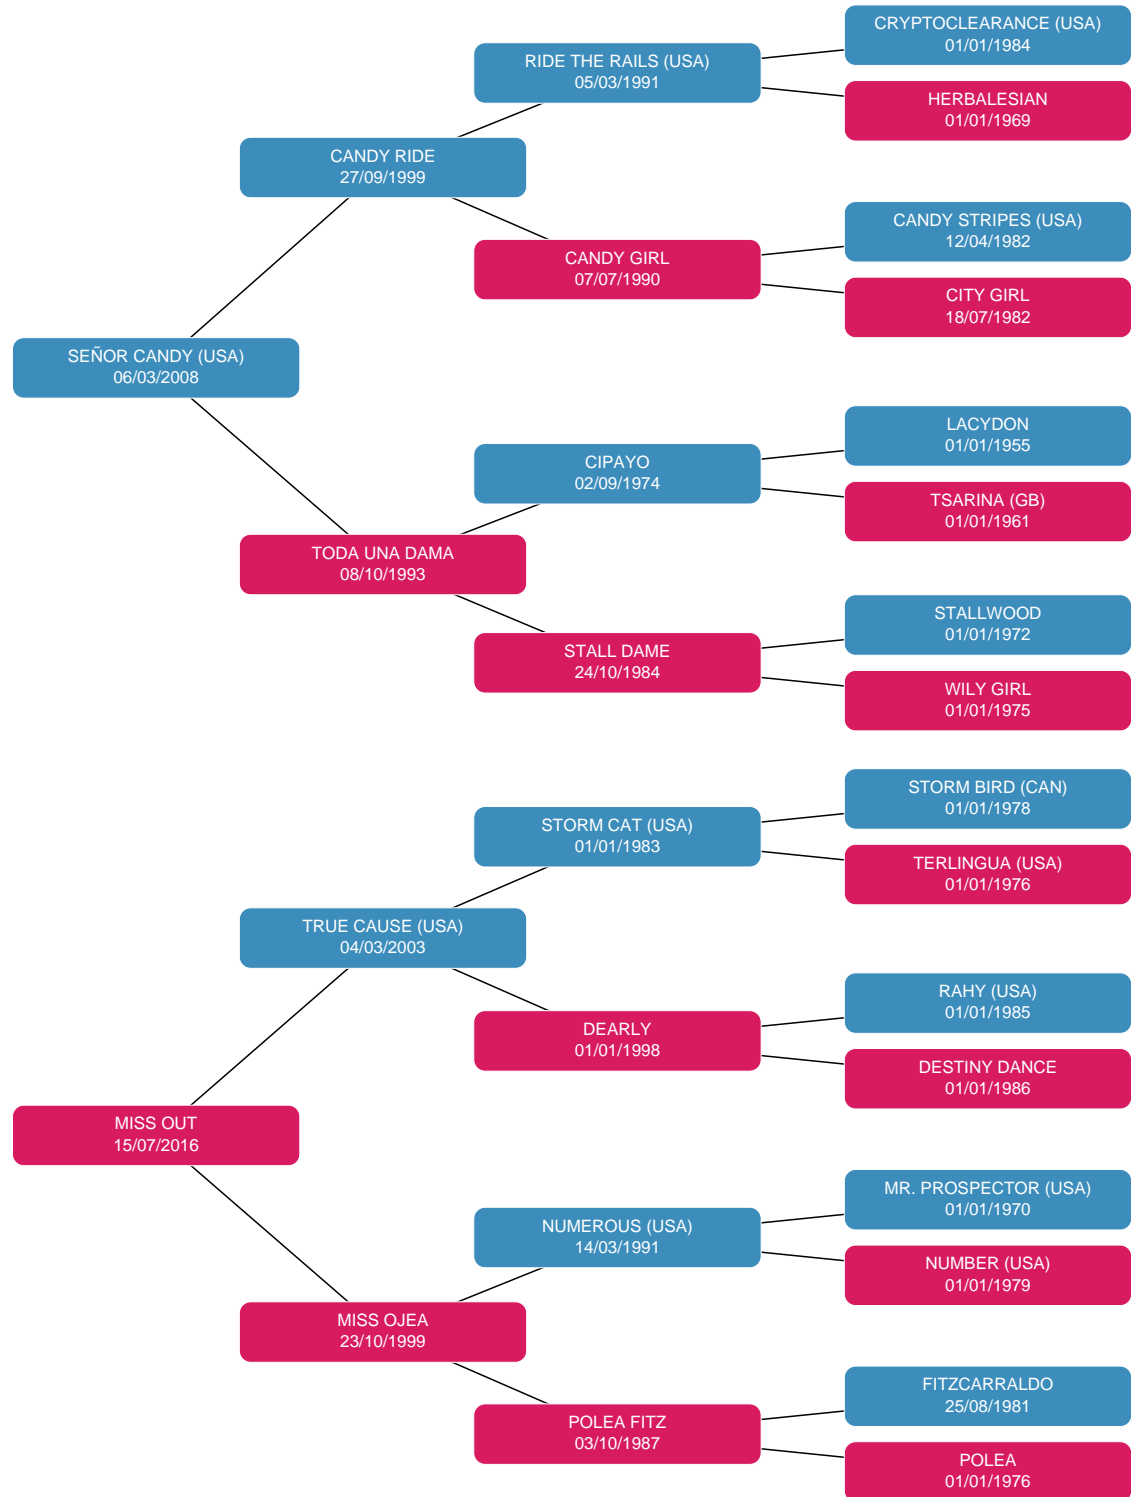 CRYPTOCLEARANCE (USA)
01/01/1984
RIDE THE RAILS (USA)
05/03/1991
HERBALESIAN
01/01/1969
CANDY RIDE
27/09/1999
CANDY STRIPES (USA)
12/04/1982
CANDY GIRL
07/07/1990
CITY GIRL
18/07/1982
SEÑOR CANDY (USA)
06/03/2008
LACYDON
01/01/1955
CIPAYO
02/09/1974
TSARINA (GB)
01/01/1961
TODA UNA DAMA
08/10/1993
STALLWOOD
01/01/1972
STALL DAME
24/10/1984
WILY GIRL
01/01/1975
STORM BIRD (CAN)
01/01/1978
STORM CAT (USA)
01/01/1983
TERLINGUA (USA)
01/01/1976
TRUE CAUSE (USA)
04/03/2003
RAHY (USA)
01/01/1985
DEARLY
01/01/1998
DESTINY DANCE
01/01/1986
MISS OUT
15/07/2016
MR. PROSPECTOR (USA)
01/01/1970
NUMEROUS (USA)
14/03/1991
NUMBER (USA)
01/01/1979
MISS OJEA
23/10/1999
FITZCARRALDO
25/08/1981
POLEA FITZ
03/10/1987
POLEA
01/01/1976